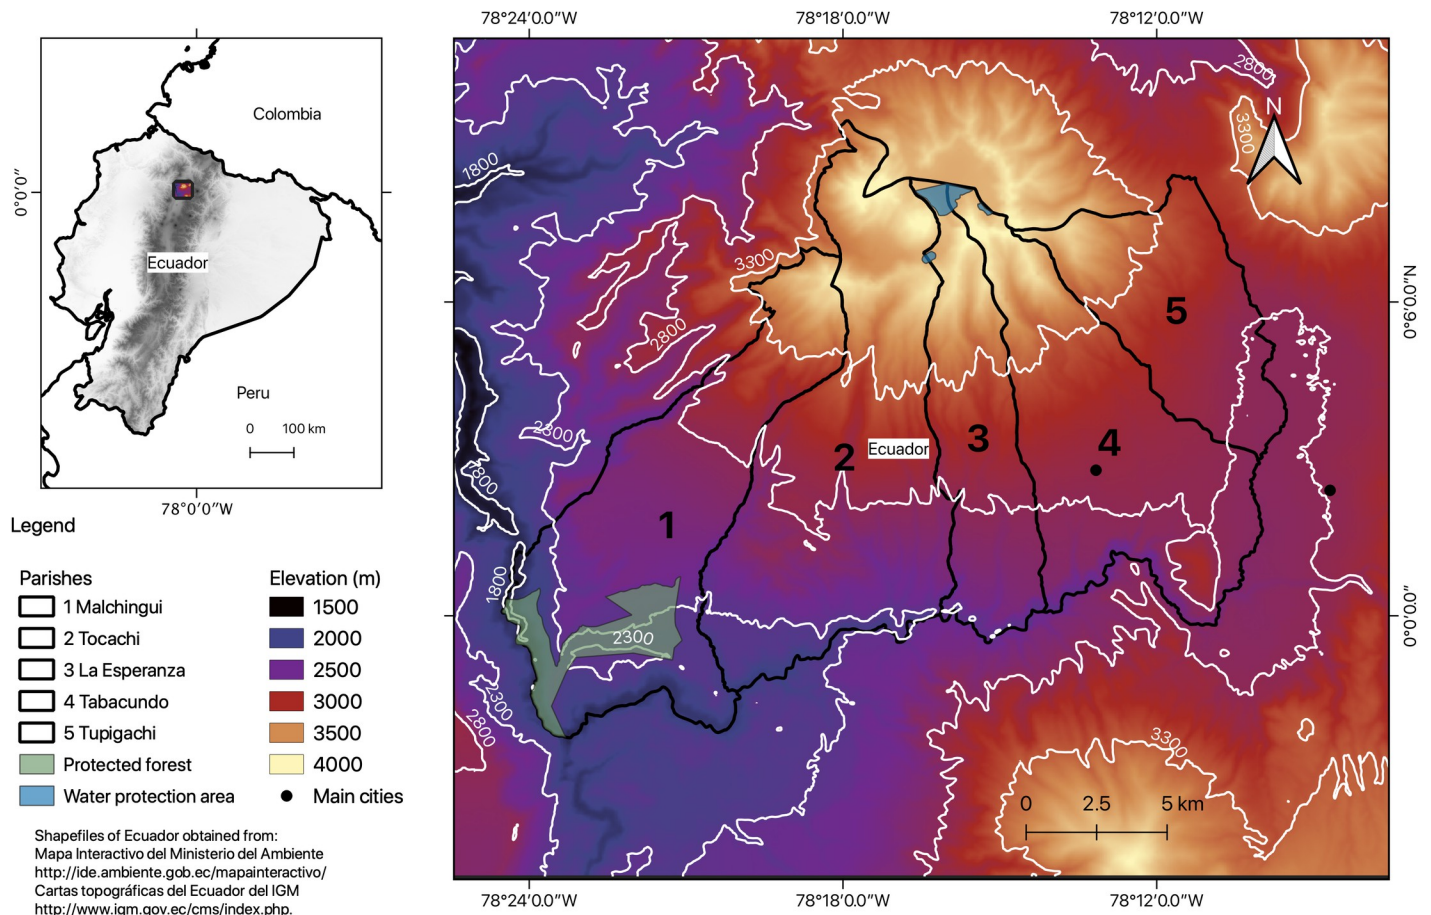 Colombia
Ecuador
Peru
0 100 km
0°0′0″
78°0′0″W
Legend
Parishes
1 Malchingui
2 Tocachi
3 La Esperanza
4 Tabacundo
5 Tupigachi
Protected forest
Water protection area
Elevation (m)
1500
2000
2500
3000
3500
4000
Main cities
Shapefiles of Ecuador obtained from:
Mapa Interactivo del Ministerio del Ambiente
http://ide.ambiente.gob.ec/mapainteractivo/
Cartas topográficas del Ecuador del IGM
http://www.igm.gov.ec/cms/index.php.
78°24′0.0″W 78°18′0.0″W 78°12′0.0″W
2800
N
3300
1800
3300
5
2800
2300
1800
2
Ecuador
3
4
1
1800
2300
2300
2800
3300
0 2.5 5 km
0°6′0.0″N
0°0′0.0″
78°24′0.0″W 78°18′0.0″W 78°12′0.0″W